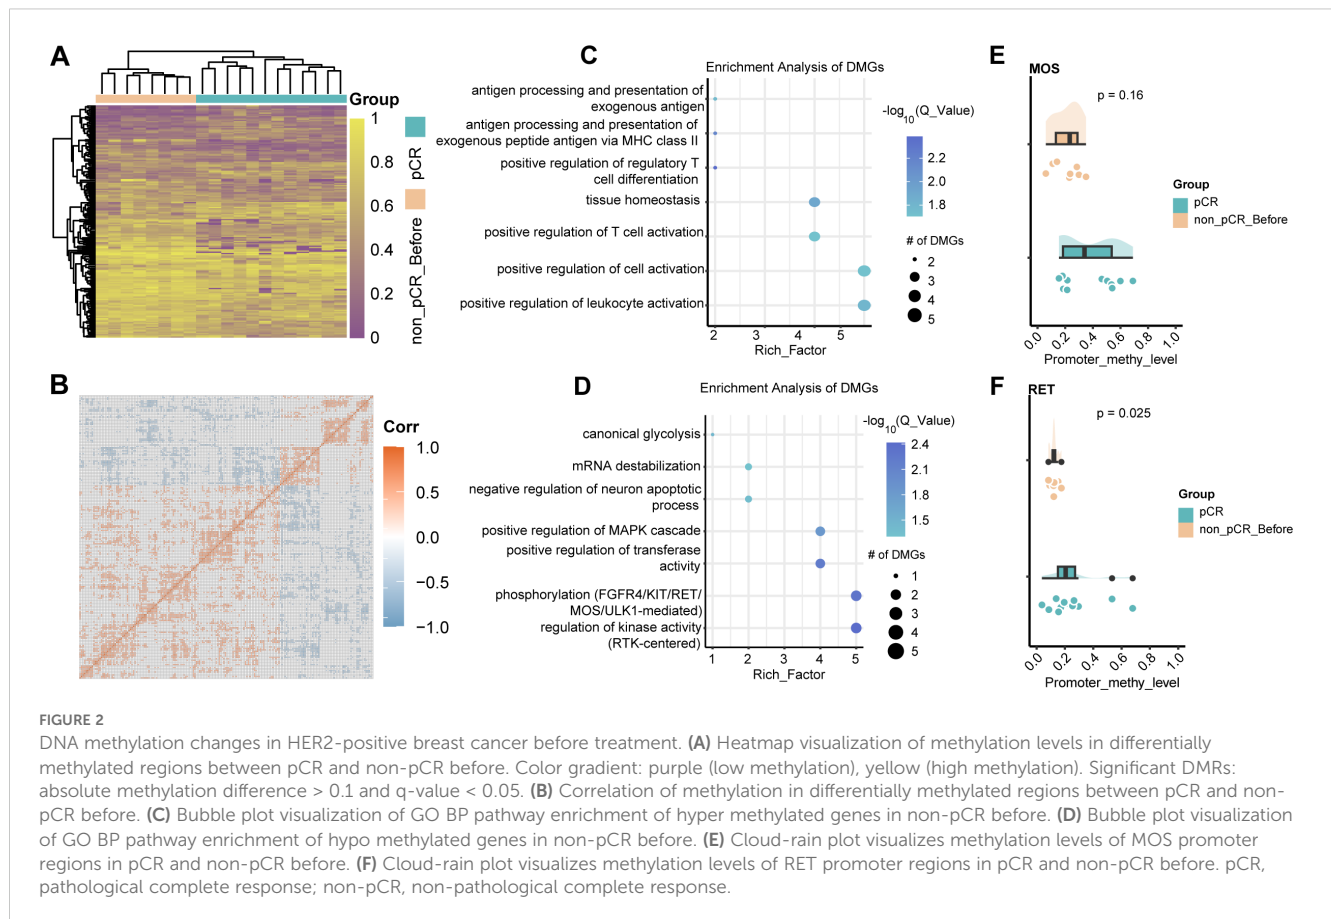 A
Group
1
0.8
0.6
0.4
0.2
0
pCR
non_pCR_Before
B
Corr
1.0
0.5
0.0
−0.5
−1.0
C
Enrichment Analysis of DMGs
antigen processing and presentation of
exogenous antigen
antigen processing and presentation of
exogenous peptide antigen via MHC class II
positive regulation of regulatory T
cell differentiation
tissue homeostasis
positive regulation of T cell activation
positive regulation of cell activation
positive regulation of leukocyte activation
2 3 4 5
Rich_Factor
-log10(Q_Value)
2.2
2.0
1.8
# of DMGs
2
3
4
5
D
Enrichment Analysis of DMGs
canonical glycolysis
mRNA destabilization
negative regulation of neuron apoptotic
process
positive regulation of MAPK cascade
positive regulation of transferase
activity
phosphorylation (FGFR4/KIT/RET/
MOS/ULK1-mediated)
regulation of kinase activity
(RTK-centered)
1 2 3 4 5
Rich_Factor
-log10(Q_Value)
2.4
2.1
1.8
1.5
# of DMGs
1
2
3
4
5
E
MOS
p = 0.16
Group
pCR
non_pCR_Before
0.0 0.2 0.4 0.6 0.8 1.0
Promoter_methy_level
F
RET
p = 0.025
Group
pCR
non_pCR_Before
0.0 0.2 0.4 0.6 0.8 1.0
Promoter_methy_level
FIGURE 2
DNA methylation changes in HER2-positive breast cancer before treatment. (A) Heatmap visualization of methylation levels in differentially
methylated regions between pCR and non-pCR before. Color gradient: purple (low methylation), yellow (high methylation). Significant DMRs:
absolute methylation difference > 0.1 and q-value < 0.05. (B) Correlation of methylation in differentially methylated regions between pCR and non-
pCR before. (C) Bubble plot visualization of GO BP pathway enrichment of hyper methylated genes in non-pCR before. (D) Bubble plot visualization
of GO BP pathway enrichment of hypo methylated genes in non-pCR before. (E) Cloud-rain plot visualizes methylation levels of MOS promoter
regions in pCR and non-pCR before. (F) Cloud-rain plot visualizes methylation levels of RET promoter regions in pCR and non-pCR before. pCR,
pathological complete response; non-pCR, non-pathological complete response.